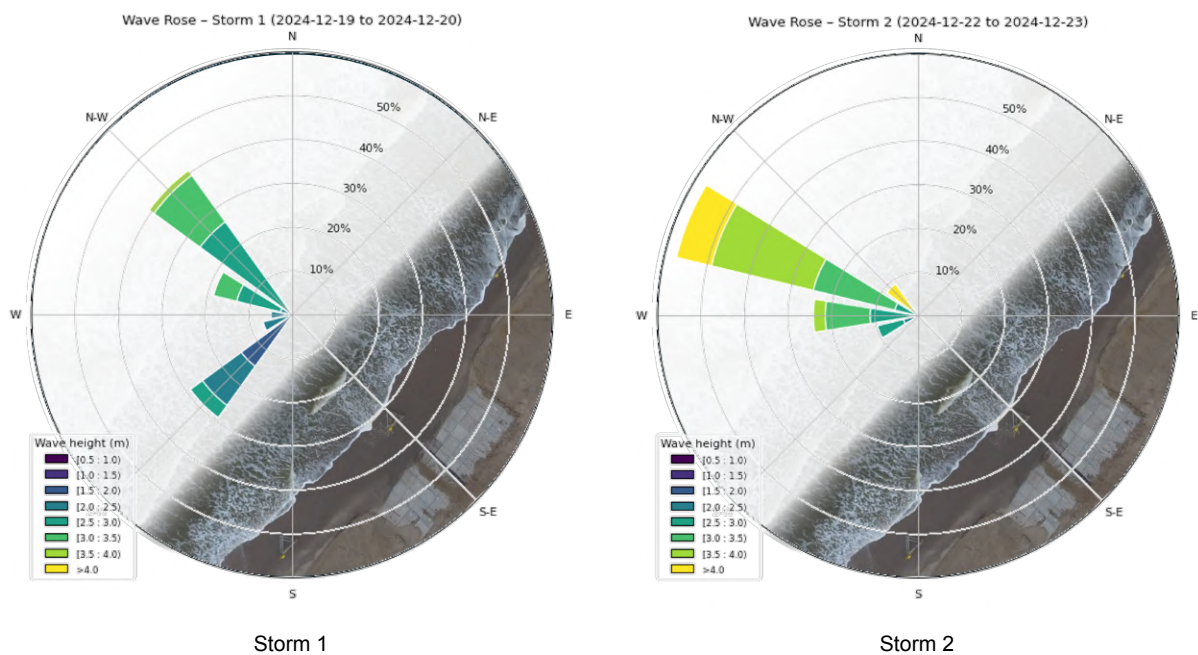 Wave Rose – Storm 1 (2024-12-19 to 2024-12-20)
N
N-W
N-E
50%
40%
30%
20%
10%
W
E
Wave height (m)
[0.5 : 1.0)
[1.0 : 1.5)
[1.5 : 2.0)
[2.0 : 2.5)
[2.5 : 3.0)
[3.0 : 3.5)
[3.5 : 4.0)
>4.0
S-E
S
Storm 1
Wave Rose – Storm 2 (2024-12-22 to 2024-12-23)
N
N-W
N-E
50%
40%
30%
20%
10%
W
E
Wave height (m)
[0.5 : 1.0)
[1.0 : 1.5)
[1.5 : 2.0)
[2.0 : 2.5)
[2.5 : 3.0)
[3.0 : 3.5)
[3.5 : 4.0)
>4.0
S-E
S
Storm 2